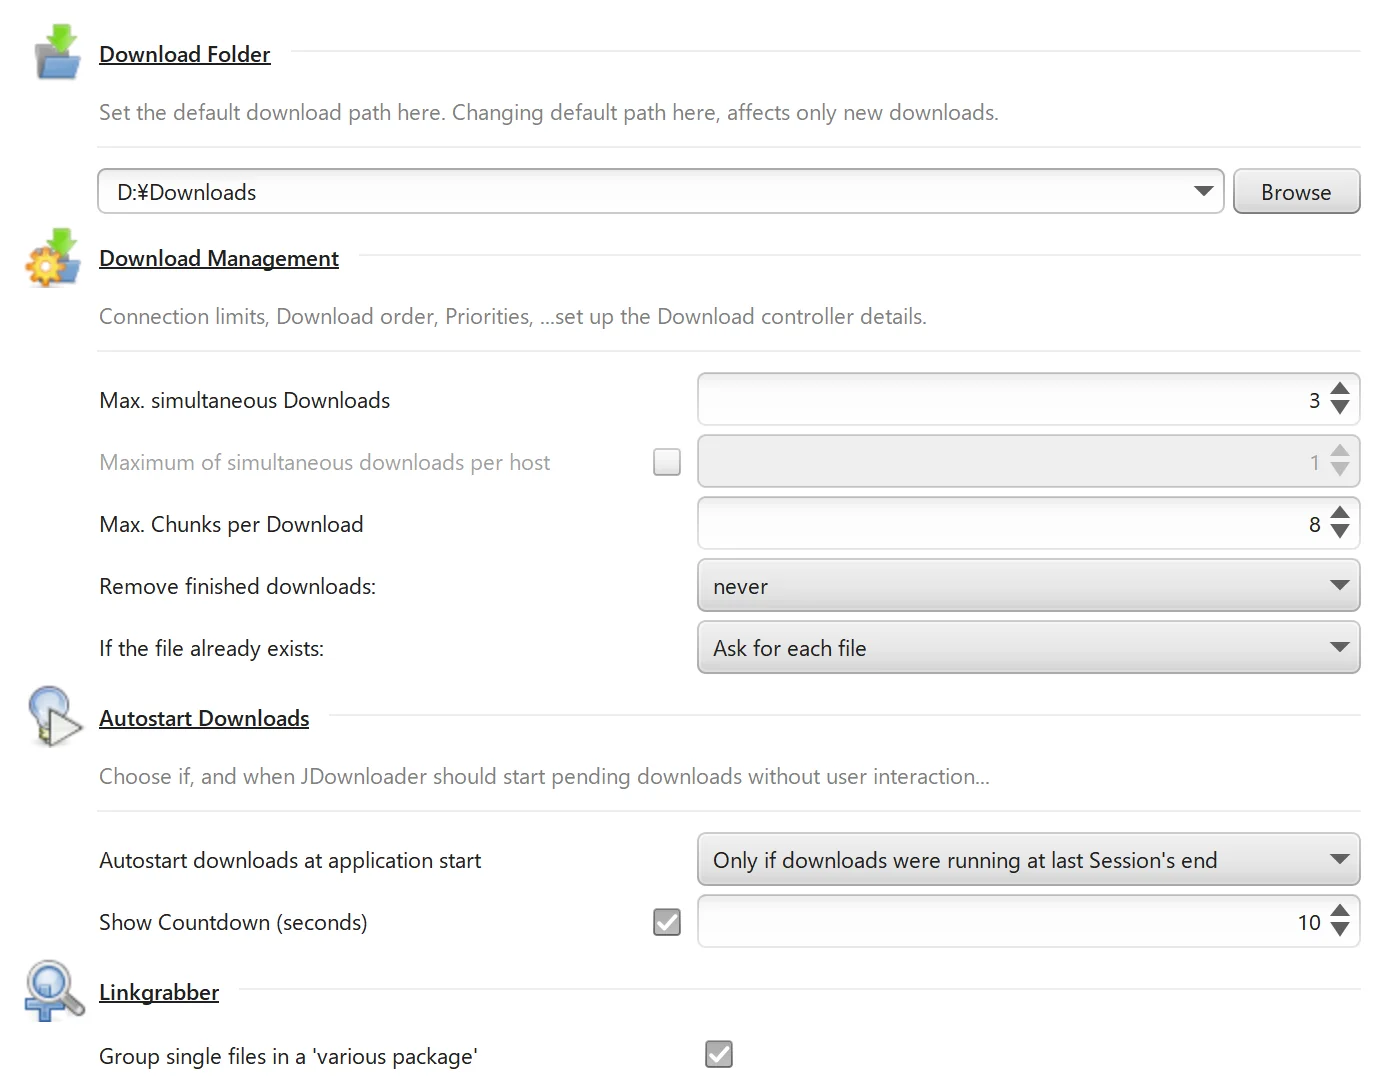 Download Folder
Set the default download path here. Changing default path here, affects only new downloads.
D:¥Downloads
Browse
Download Management
Connection limits, Download order, Priorities, ...set up the Download controller details.
Max. simultaneous Downloads
3
Maximum of simultaneous downloads per host
1
Max. Chunks per Download
8
Remove finished downloads:
never
If the file already exists:
Ask for each file
Autostart Downloads
Choose if, and when JDownloader should start pending downloads without user interaction...
Autostart downloads at application start
Only if downloads were running at last Session's end
Show Countdown (seconds)
10
Linkgrabber
Group single files in a 'various package'